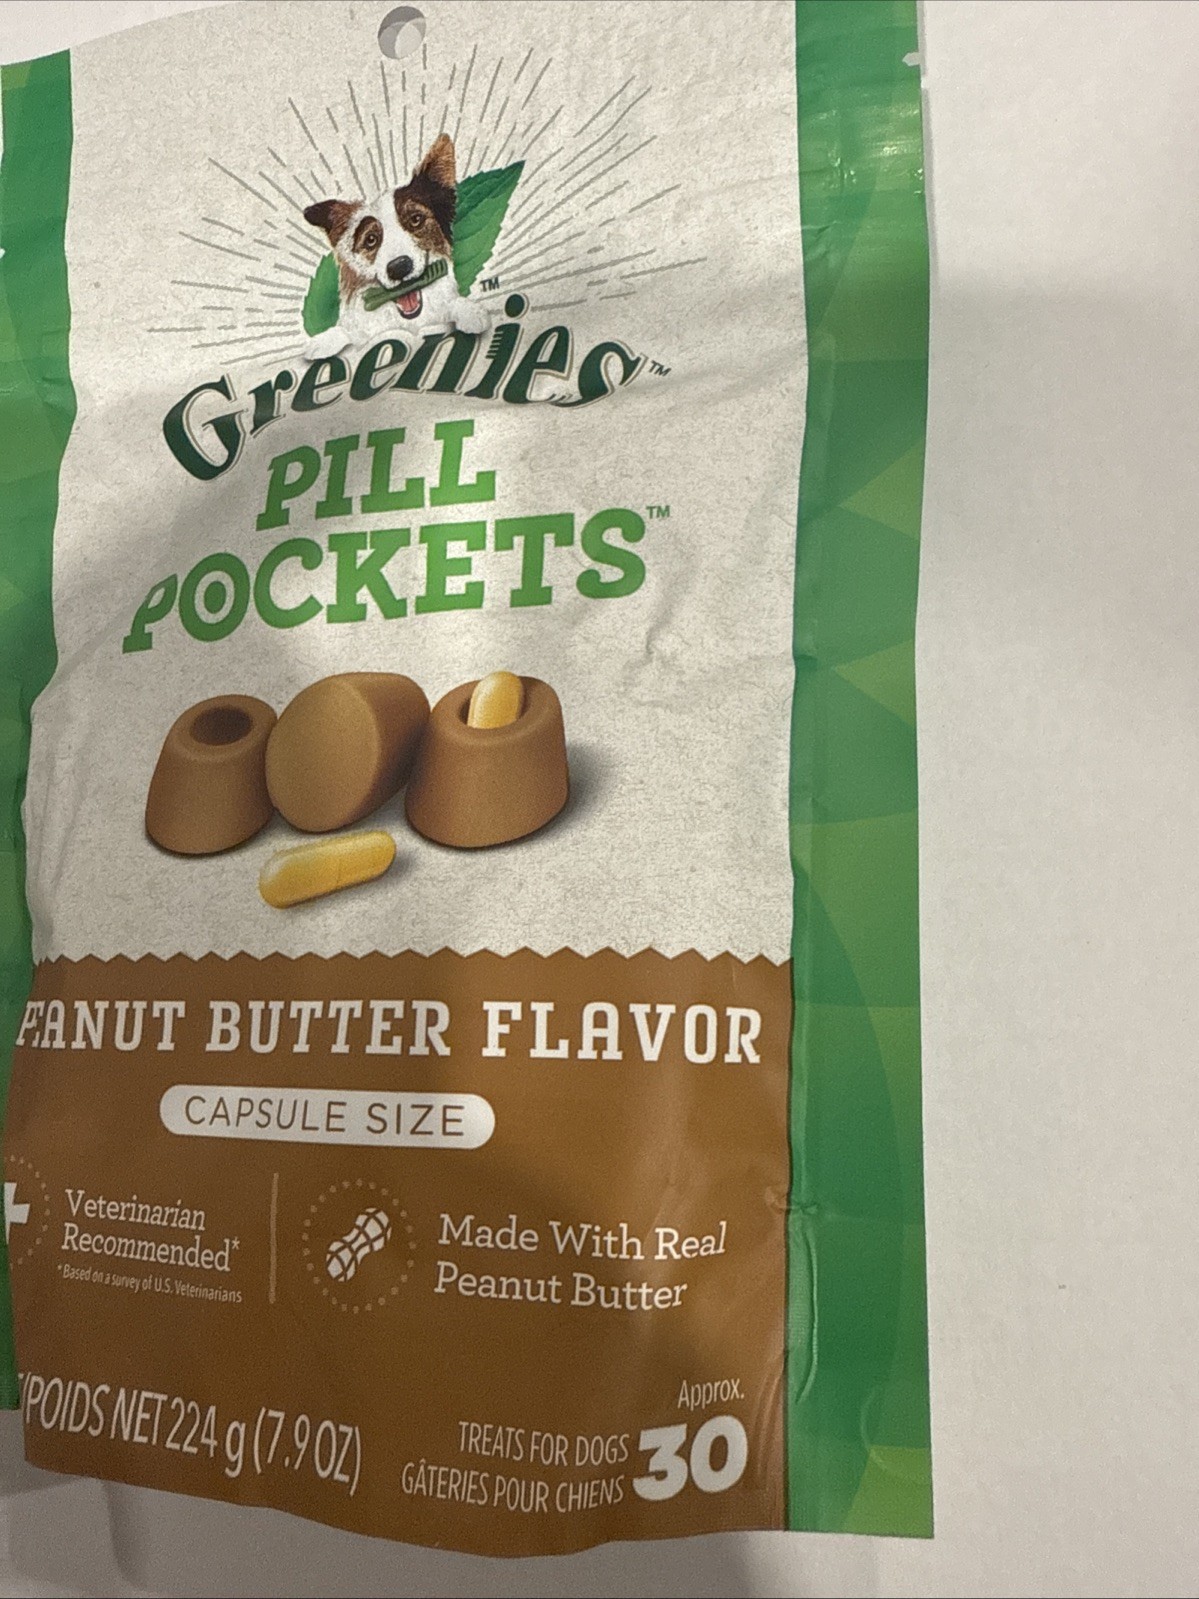 Greenies™
PILL
POCKETS™
PEANUT BUTTER FLAVOR
CAPSULE SIZE
Veterinarian
Recommended*
*Based on a survey of U.S. Veterinarians
Made With Real
Peanut Butter
/POIDS NET 224 g (7.9 OZ)
Approx.
TREATS FOR DOGS 30
GÂTERIES POUR CHIENS